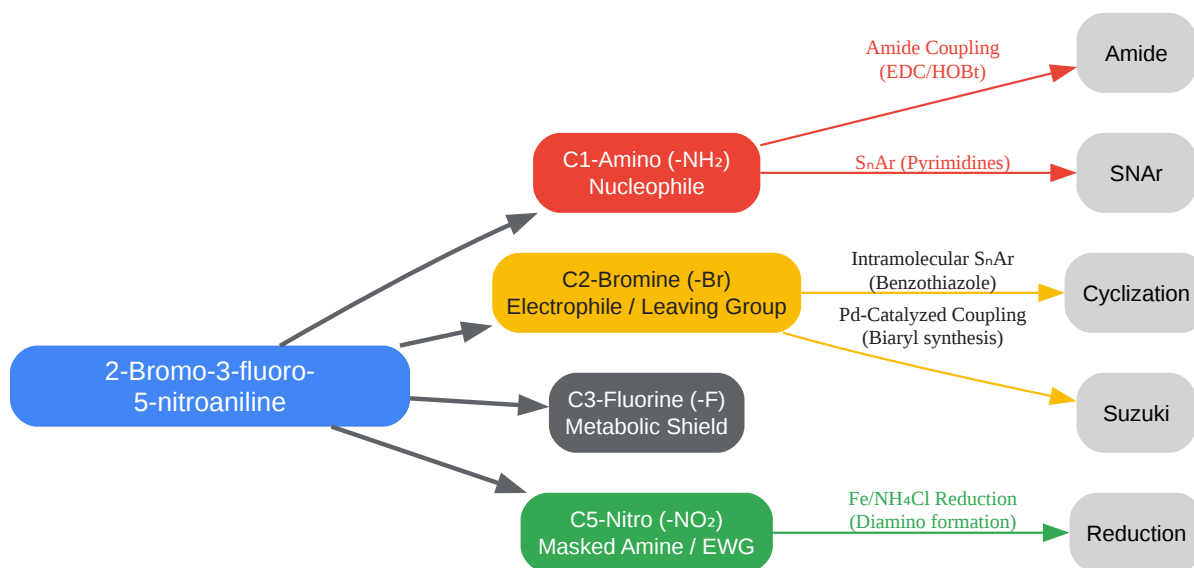 2-Bromo-3-fluoro-
5-nitroaniline
C1-Amino (-NH₂)
Nucleophile
C2-Bromine (-Br)
Electrophile / Leaving Group
C3-Fluorine (-F)
Metabolic Shield
C5-Nitro (-NO₂)
Masked Amine / EWG
Amide Coupling
(EDC/HOBt)
SₙAr (Pyrimidines)
Intramolecular SₙAr
(Benzothiazole)
Pd-Catalyzed Coupling
(Biaryl synthesis)
Fe/NH₄Cl Reduction
(Diamino formation)
Amide
SNAr
Cyclization
Suzuki
Reduction